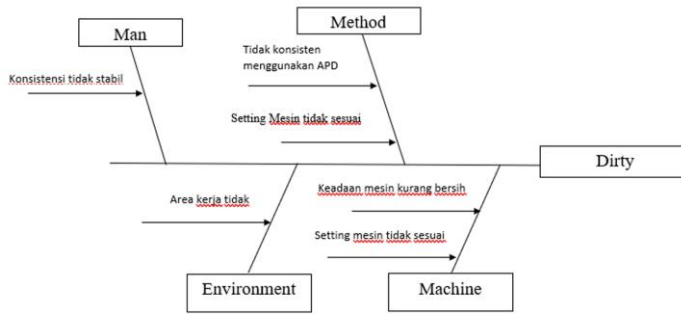 Man
Method
Tidak konsisten
menggunakan APD
Konsistensi tidak stabil
Setting Mesin tidak sesuai
Dirty
Area kerja tidak
Keadaan mesin kurang bersih
Setting mesin tidak sesuai
Environment
Machine